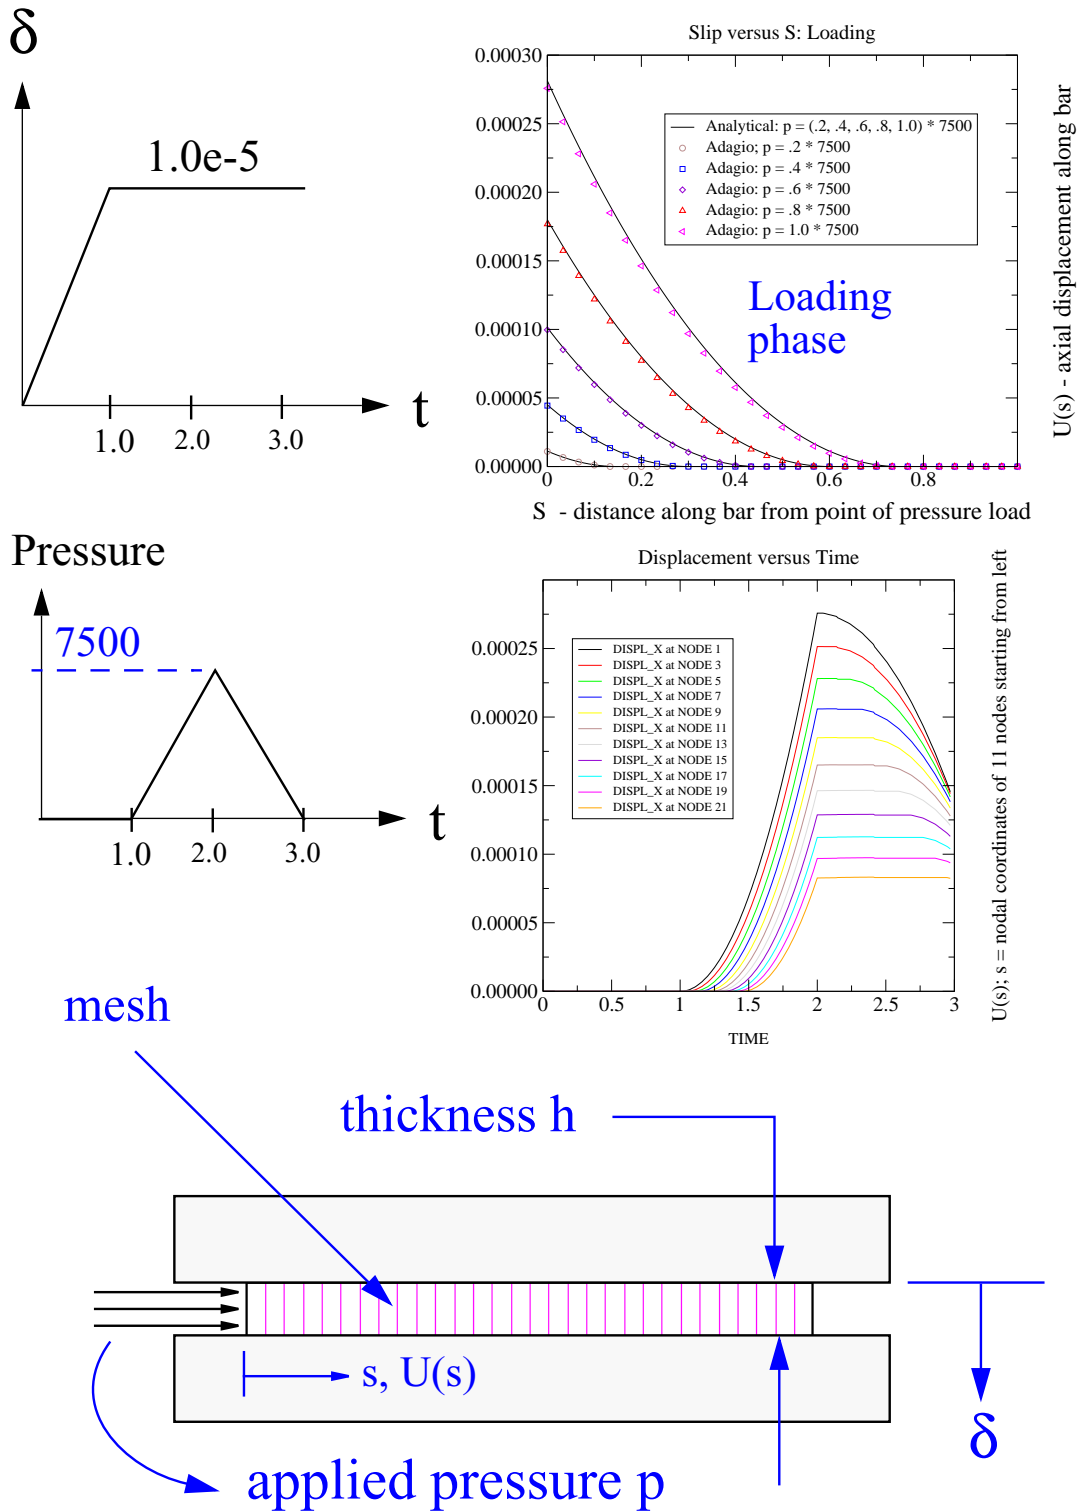 δ
1.0e-5
t
1.0
2.0
3.0
Slip versus S: Loading
0.00030
0.00025
0.00020
0.00015
0.00010
0.00005
0.00000
Analytical: p = (.2, .4, .6, .8, 1.0) * 7500
Adagio; p = .2 * 7500
Adagio: p = .4 * 7500
Adagio: p = .6 * 7500
Adagio: p = .8 * 7500
Adagio: p = 1.0 * 7500
Loading
phase
0
0.2
0.4
0.6
0.8
S - distance along bar from point of pressure load
U(s) - axial displacement along bar
Pressure
7500
t
1.0
2.0
3.0
Displacement versus Time
0.00025
0.00020
0.00015
0.00010
0.00005
0.00000
DISPL_X at NODE 1
DISPL_X at NODE 3
DISPL_X at NODE 5
DISPL_X at NODE 7
DISPL_X at NODE 9
DISPL_X at NODE 11
DISPL_X at NODE 13
DISPL_X at NODE 15
DISPL_X at NODE 17
DISPL_X at NODE 19
DISPL_X at NODE 21
0
0.5
1
1.5
2
2.5
3
TIME
U(s); s = nodal coordinates of 11 nodes starting from left
mesh
thickness h
s, U(s)
δ
applied pressure p